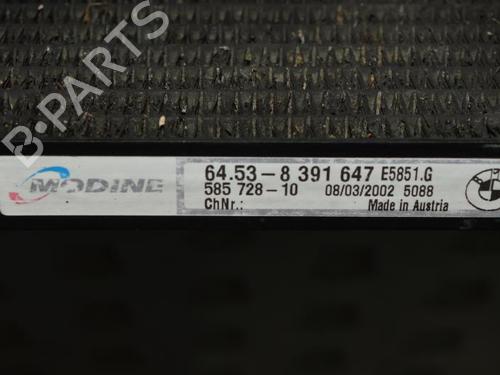 B-PARTS
MODINE
64.53-8 391 647 E5851.G
585 728-10 08/03/2002 5088
ChNr.: Made in Austria